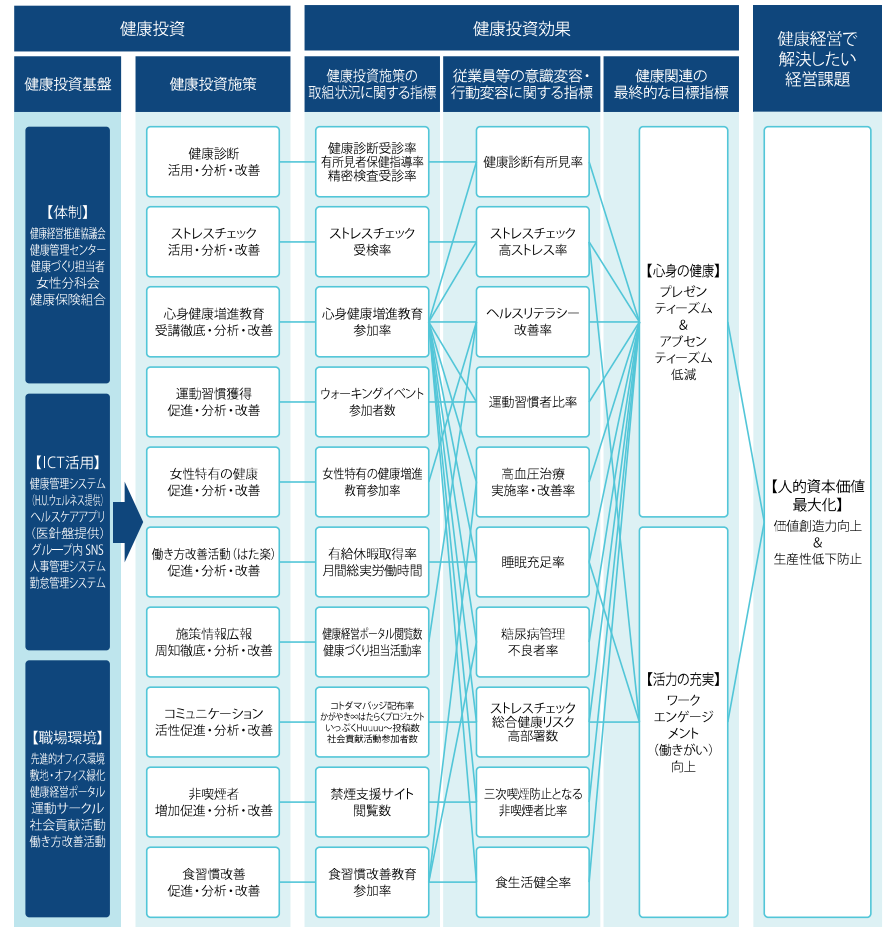 健康投資
健康投資効果
健康経営で
解決したい
経営課題
健康投資基盤
健康投資施策
健康投資施策の
取組状況に関する指標
従業員等の意識変容・
行動変容に関する指標
健康関連の
最終的な目標指標
【体制】
健康経営推進協議会
健康管理センター
健康づくり担当者
女性分科会
健康保険組合
【ICT活用】
健康管理システム
(H.U.ウェルネス提供)
ヘルスケアアプリ
(医針盤提供)
グループ内 SNS
人事管理システム
勤怠管理システム
【職場環境】
先進的オフィス環境
敷地・オフィス緑化
健康経営ポータル
運動サークル
社会貢献活動
働き方改善活動
健康診断
活用・分析・改善
ストレスチェック
活用・分析・改善
心身健康増進教育
受講徹底・分析・改善
運動習慣獲得
促進・分析・改善
女性特有の健康
促進・分析・改善
働き方改善活動(はた楽)
促進・分析・改善
施策情報広報
周知徹底・分析・改善
コミュニケーション
活性促進・分析・改善
非喫煙者
増加促進・分析・改善
食習慣改善
促進・分析・改善
健康診断受診率
有所見者保健指導率
精密検査受診率
ストレスチェック
受検率
心身健康増進教育
参加率
ウォーキングイベント
参加者数
女性特有の健康増進
教育参加率
有給休暇取得率
月間総実労働時間
健康経営ポータル閲覧数
健康づくり担当活動率
コトダマバッジ配布率
かがやき∞はたらくプロジェクト
いっぷくHu.uuu〜投稿数
社会貢献活動参加者数
禁煙支援サイト
閲覧数
食習慣改善教育
参加率
健康診断有所見率
ストレスチェック
高ストレス率
ヘルスリテラシー
改善率
運動習慣者比率
高血圧治療
実施率・改善率
睡眠充足率
糖尿病管理
不良者率
ストレスチェック
総合健康リスク
高部署数
三次喫煙防止となる
非喫煙者比率
食生活健全率
【心身の健康】
プレゼン
ティーズム
&
アブセン
ティーズム
低減
【活力の充実】
ワーク
エンゲージ
メント
(働きがい)
向上
【人的資本価値
最大化】
価値創造力向上
&
生産性低下防止